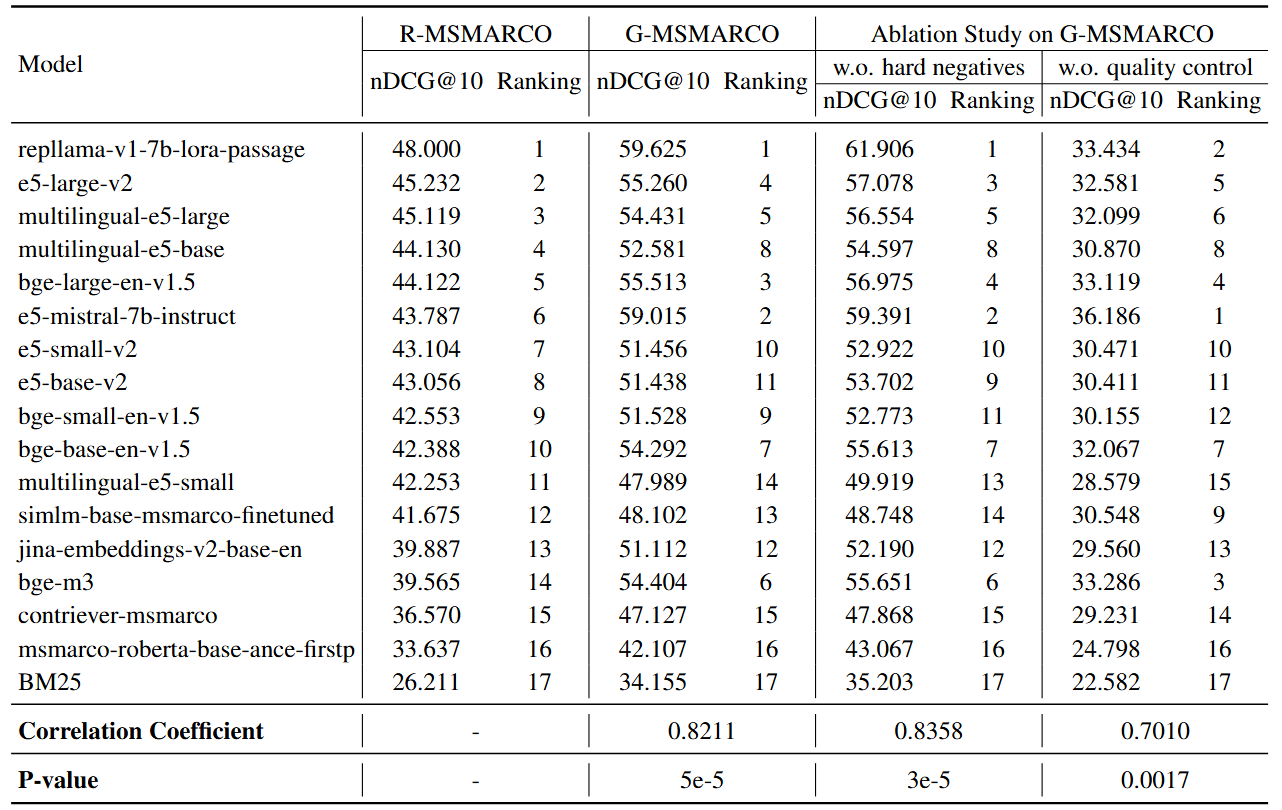 R-MSMARCO G-MSMARCO Ablation Study on G-MSMARCO
Model
w.o. hard negatives w.o. quality control
nDCG@10 Ranking nDCG@10 Ranking
nDCG@10 Ranking nDCG@10 Ranking
repllama-v1-7b-lora-passage 48.000 1 59.625 1 61.906 1 33.434 2
e5-large-v2 45.232 2 55.260 4 57.078 3 32.581 5
multilingual-e5-large 45.119 3 54.431 5 56.554 5 32.099 6
multilingual-e5-base 44.130 4 52.581 8 54.597 8 30.870 8
bge-large-en-v1.5 44.122 5 55.513 3 56.975 4 33.119 4
e5-mistral-7b-instruct 43.787 6 59.015 2 59.391 2 36.186 1
e5-small-v2 43.104 7 51.456 10 52.922 10 30.471 10
e5-base-v2 43.056 8 51.438 11 53.702 9 30.411 11
bge-small-en-v1.5 42.553 9 51.528 9 52.773 11 30.155 12
bge-base-en-v1.5 42.388 10 54.292 7 55.613 7 32.067 7
multilingual-e5-small 42.253 11 47.989 14 49.919 13 28.579 15
simlm-base-msmarco-finetuned 41.675 12 48.102 13 48.748 14 30.548 9
jina-embeddings-v2-base-en 39.887 13 51.112 12 52.190 12 29.560 13
bge-m3 39.565 14 54.404 6 55.651 6 33.286 3
contriever-msmarco 36.570 15 47.127 15 47.868 15 29.231 14
msmarco-roberta-base-ance-firstp 33.637 16 42.107 16 43.067 16 24.798 16
BM25 26.211 17 34.155 17 35.203 17 22.582 17
Correlation Coefficient - 0.8211 0.8358 0.7010
P-value - 5e-5 3e-5 0.0017